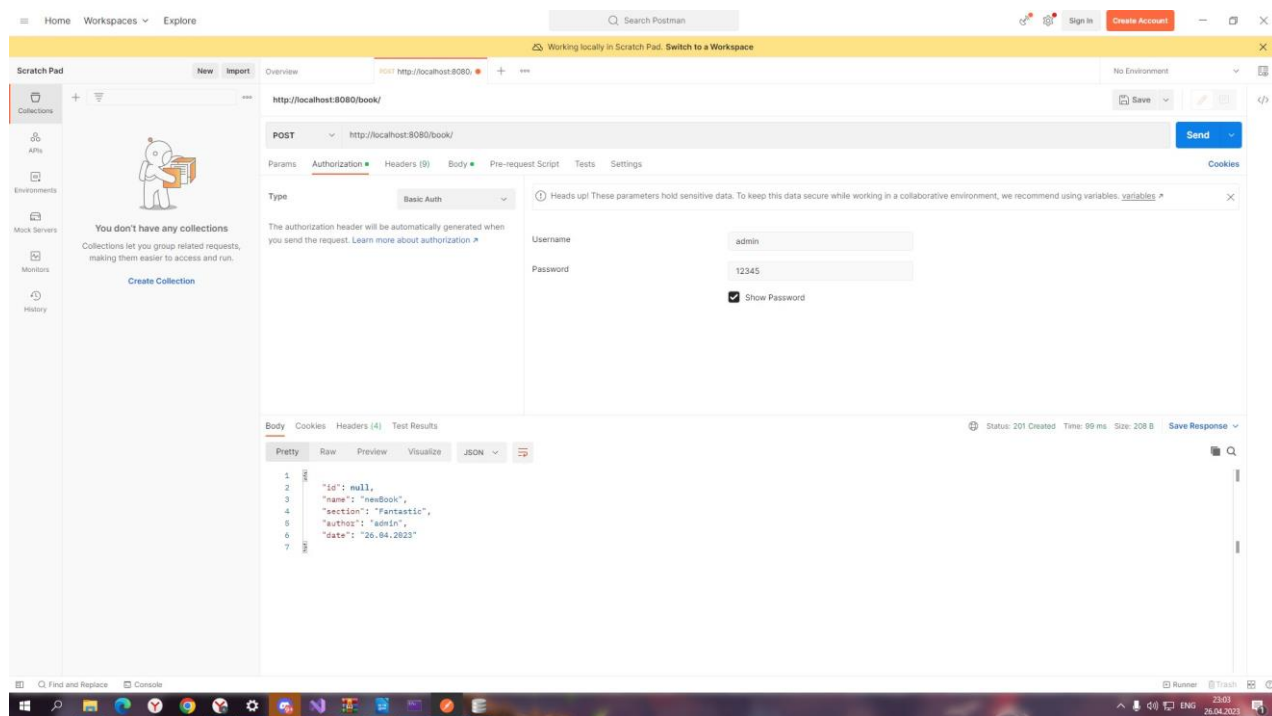 Home Workspaces Explore Search Postman Sign In Create Account
Working locally in Scratch Pad. Switch to a Workspace
Scratch Pad New Import Overview POST http://localhost:8080/ No Environment
Collections
http://localhost:8080/book/ Save
APIs
POST http://localhost:8080/book/ Send
Params Authorization Headers (9) Body Pre-request Script Tests Settings Cookies
Environments
Type Basic Auth Heads up! These parameters hold sensitive data. To keep this data secure while working in a collaborative environment, we recommend using variables. variables
Mock Servers
You don't have any collections
The authorization header will be automatically generated when
you send the request. Learn more about authorization
Collections let you group related requests,
making them easier to access and run.
Username admin
Monitors
Create Collection
Password 12345
Show Password
History
Body Cookies Headers (4) Test Results Status: 201 Created Time: 99 ms Size: 208 B Save Response
Pretty Raw Preview Visualize JSON
1 {
2 "id": null,
3 "name": "newBook",
4 "section": "Fantastic",
5 "author": "admin",
6 "date": "26.04.2023"
7 }
Find and Replace Console Runner Trash
ENG 23:03
26.04.2023